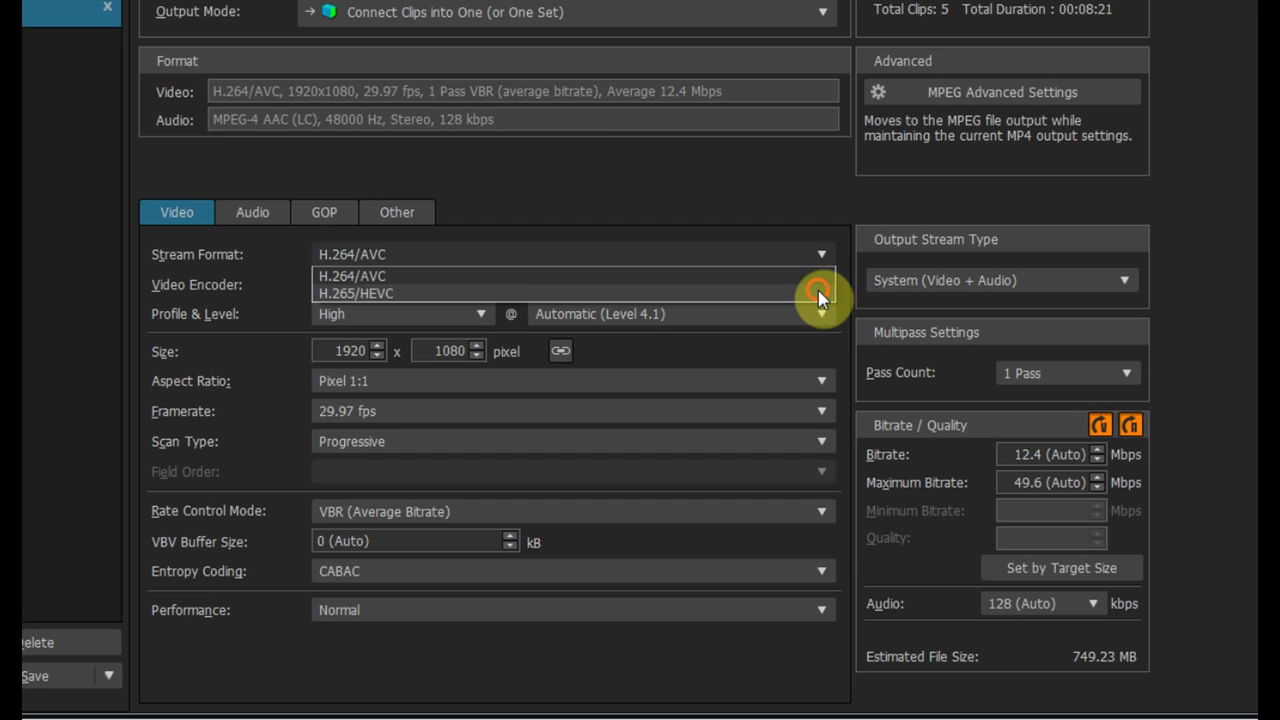 x
Output Mode:
Connect Clips into One (or One Set)
Total Clips: 5 Total Duration : 00:08:21
Format
Video:
H.264/AVC, 1920x1080, 29.97 fps, 1 Pass VBR (average bitrate), Average 12.4 Mbps
Audio:
MPEG-4 AAC (LC), 48000 Hz, Stereo, 128 kbps
Advanced
MPEG Advanced Settings
Moves to the MPEG file output while
maintaining the current MP4 output settings.
Video
Audio
GOP
Other
Stream Format:
H.264/AVC
H.264/AVC
H.265/HEVC
Video Encoder:
Profile & Level:
High
@
Automatic (Level 4.1)
Size:
1920
x
1080
pixel
Aspect Ratio:
Pixel 1:1
Framerate:
29.97 fps
Scan Type:
Progressive
Field Order:
Rate Control Mode:
VBR (Average Bitrate)
VBV Buffer Size:
0 (Auto)
kB
Entropy Coding:
CABAC
Performance:
Normal
Output Stream Type
System (Video + Audio)
Multipass Settings
Pass Count:
1 Pass
Bitrate / Quality
Bitrate:
12.4 (Auto)
Mbps
Maximum Bitrate:
49.6 (Auto)
Mbps
Minimum Bitrate:
Mbps
Quality:
Set by Target Size
Audio:
128 (Auto)
kbps
Estimated File Size:
749.23 MB
elete
Save